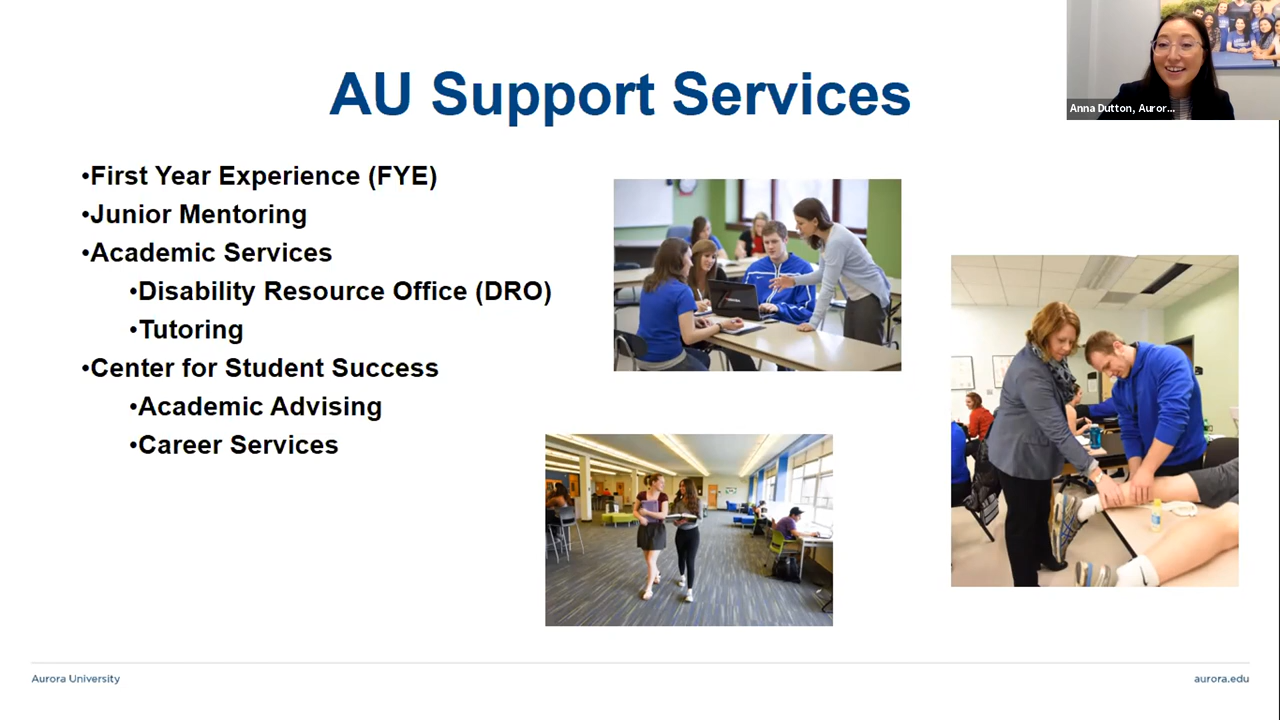 AU Support Services
Anna Dutton, Auror...
•First Year Experience (FYE)
•Junior Mentoring
•Academic Services
•Disability Resource Office (DRO)
•Tutoring
•Center for Student Success
•Academic Advising
•Career Services
Aurora University
aurora.edu